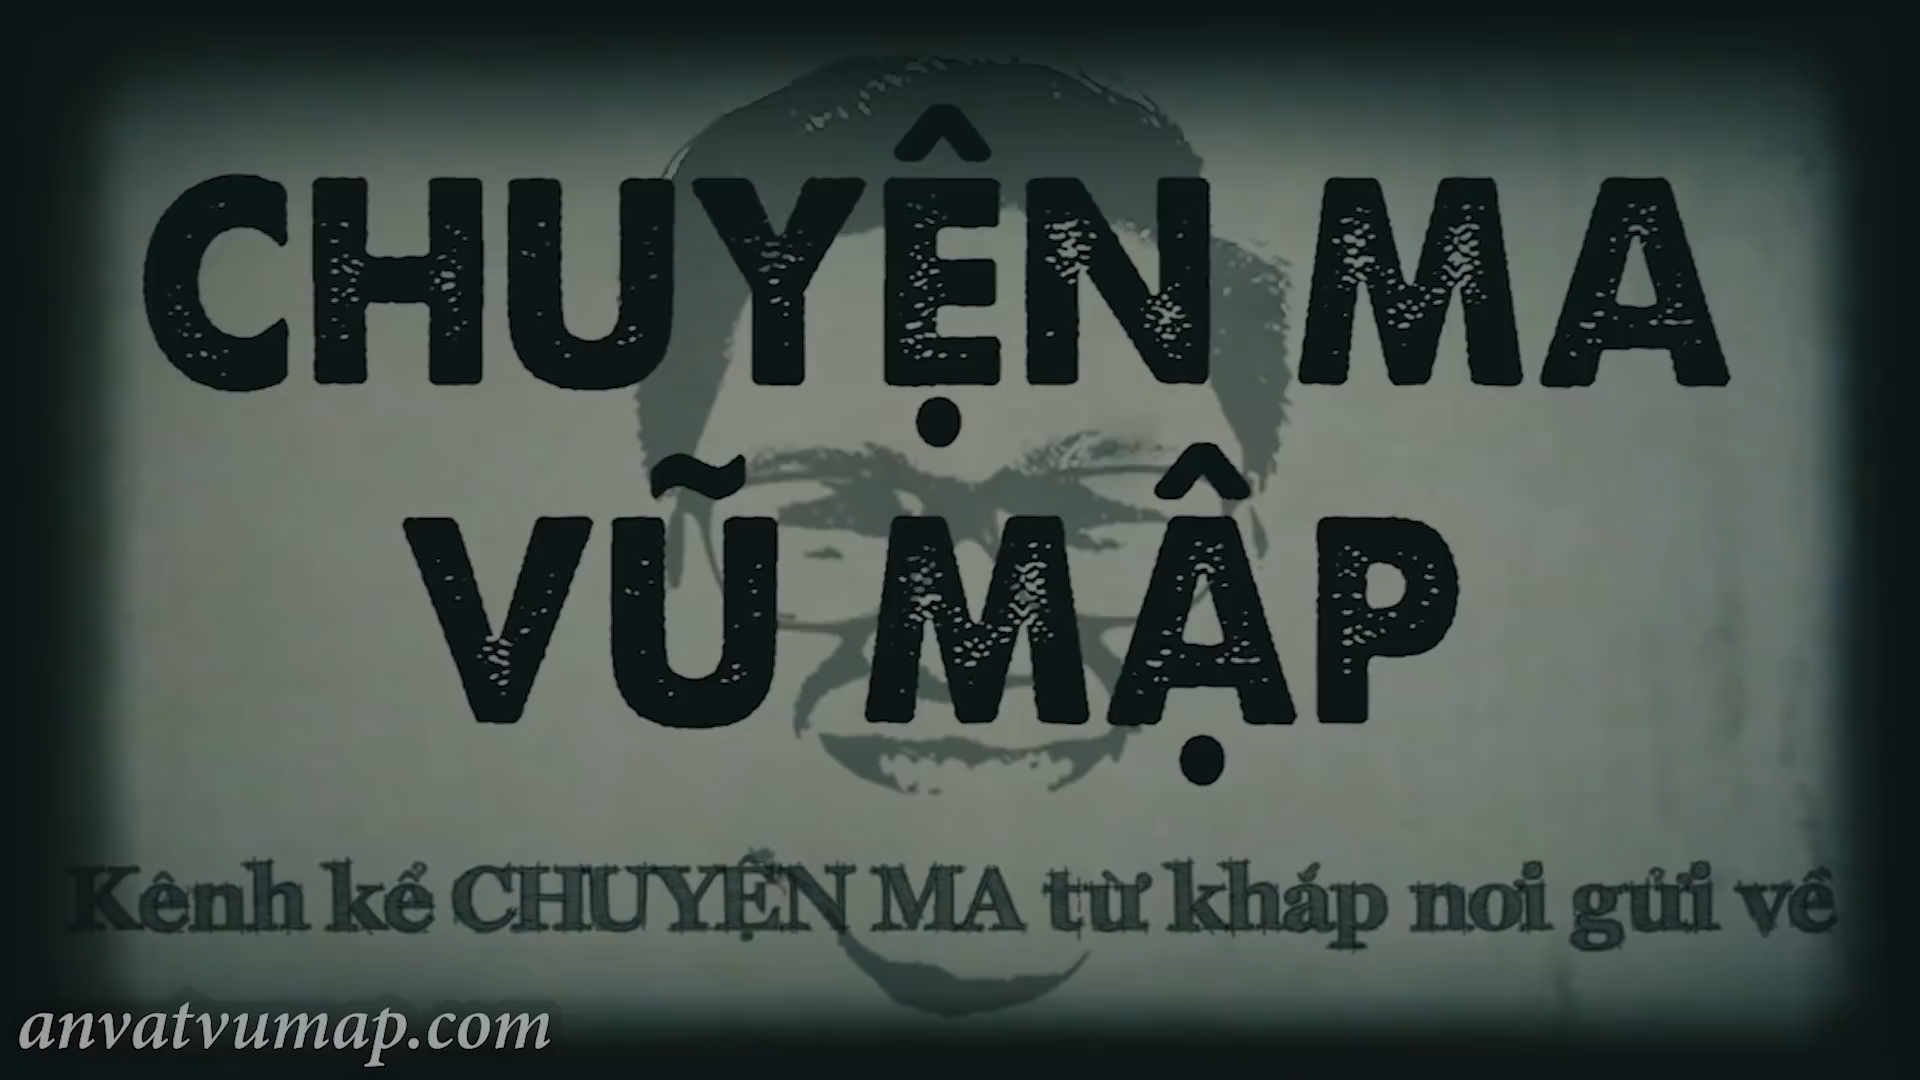 CHUYỆN MA
VŨ MẬP
Kênh kể CHUYỆN MA từ khắp nơi gửi về
anvatvumap.com